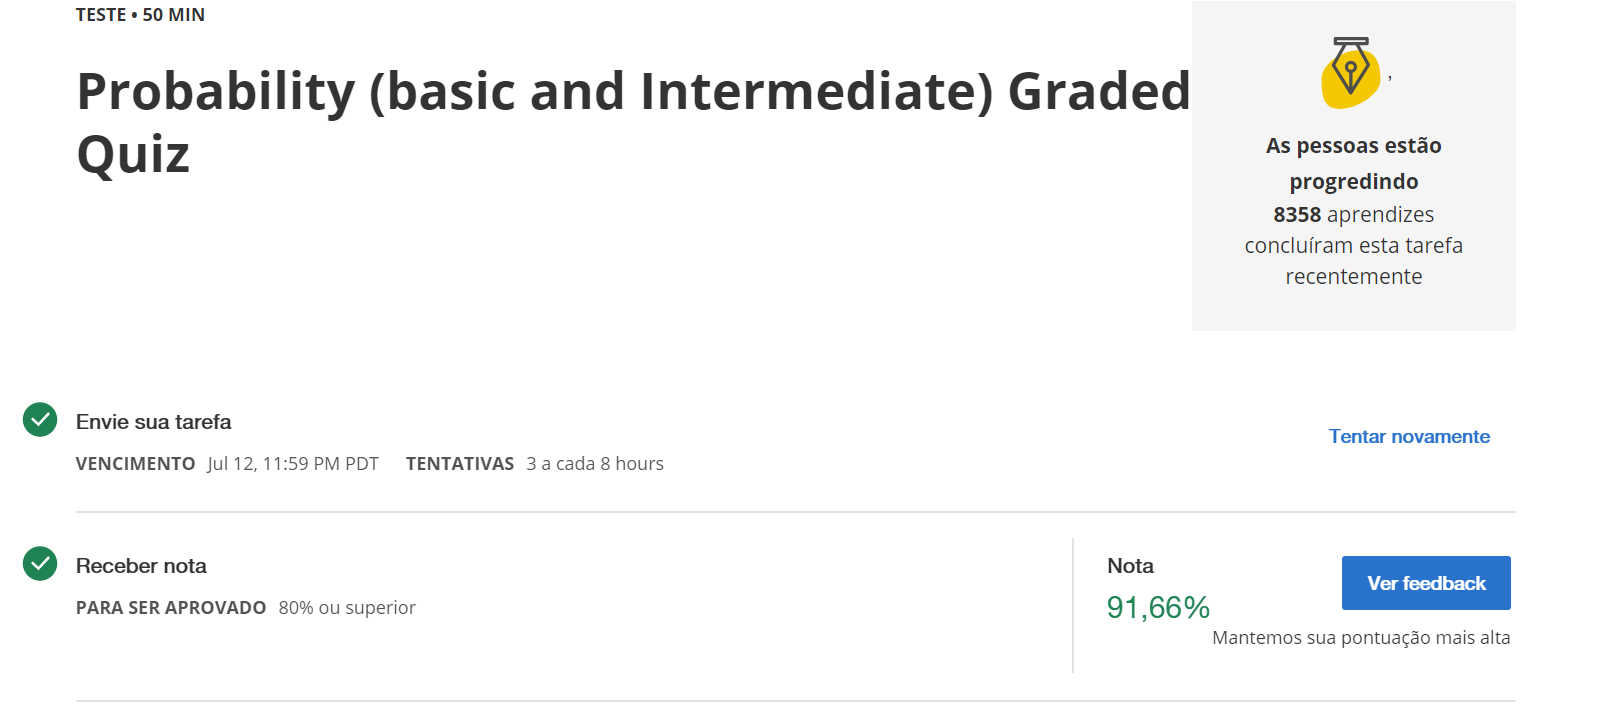 TESTE • 50 MIN
Probability (basic and Intermediate) Graded
Quiz
As pessoas estão
progredindo
8358 aprendizes
concluíram esta tarefa
recentemente
Envie sua tarefa
VENCIMENTO Jul 12, 11:59 PM PDT TENTATIVAS 3 a cada 8 hours
Tentar novamente
Receber nota
PARA SER APROVADO 80% ou superior
Nota
91,66%
Ver feedback
Mantemos sua pontuação mais alta